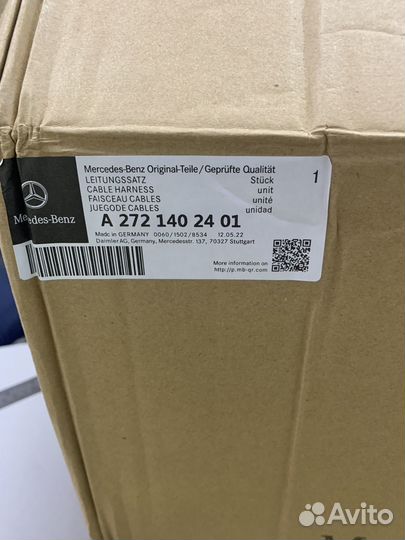 Mercedes-Benz Original-Teile/Geprüfte Qualität
LEITUNGSSATZ Stück 1
CABLE HARNESS unit
FAISCEAU CABLES unité
JUEGODE CABLES unidad
Mercedes-Benz
A 272 140 24 01
Made in GERMANY 0060/1502/8534 12.05.22
Daimler AG, Germany, Mercedesstr. 137, 70327 Stuttgart
More information on
http://p.mb-qr.com
Avito